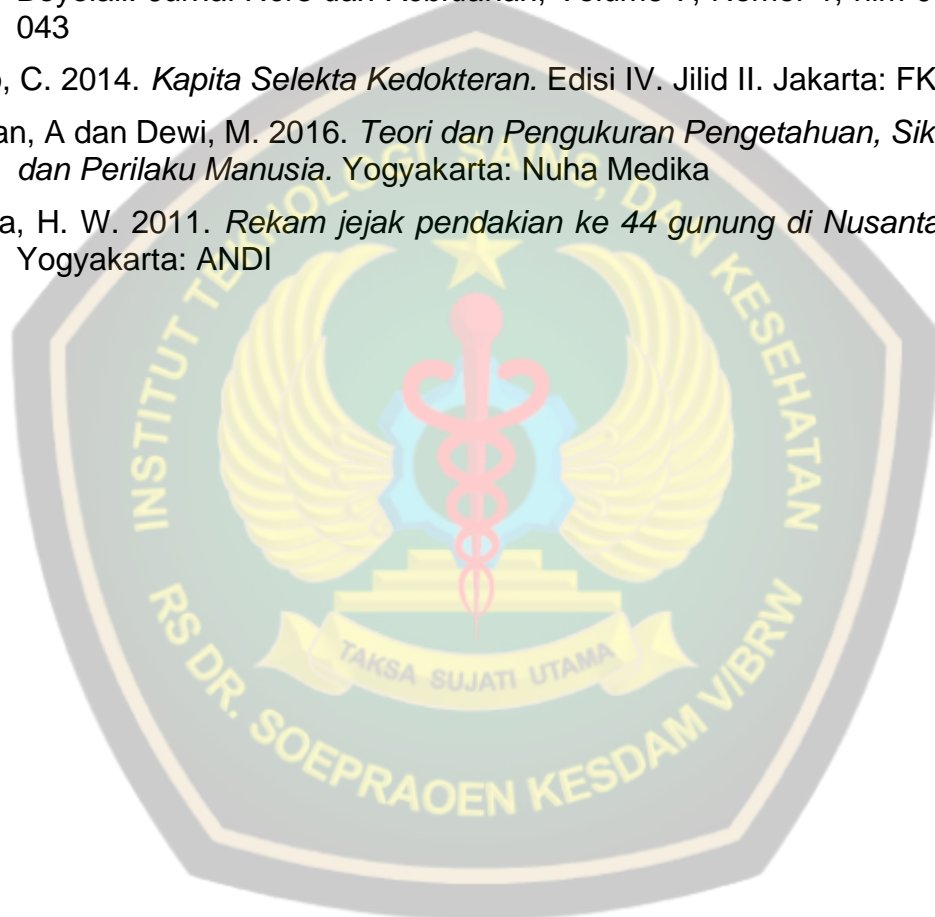 043
, C. 2014. Kapita Selekta Kedokteran. Edisi IV. Jilid II. Jakarta: FK
an, A dan Dewi, M. 2016. Teori dan Pengukuran Pengetahuan, Sik
dan Perilaku Manusia. Yogyakarta: Nuha Medika
a, H. W. 2011. Rekam jejak pendakian ke 44 gunung di Nusanta
Yogyakarta: ANDI
INSTITUT TEKNOLOGI, SAINS, DAN KESEHATAN
TAKSA SUJATI UTAMA
RS DR. SOEPRAOEN KESDAM V/BRW